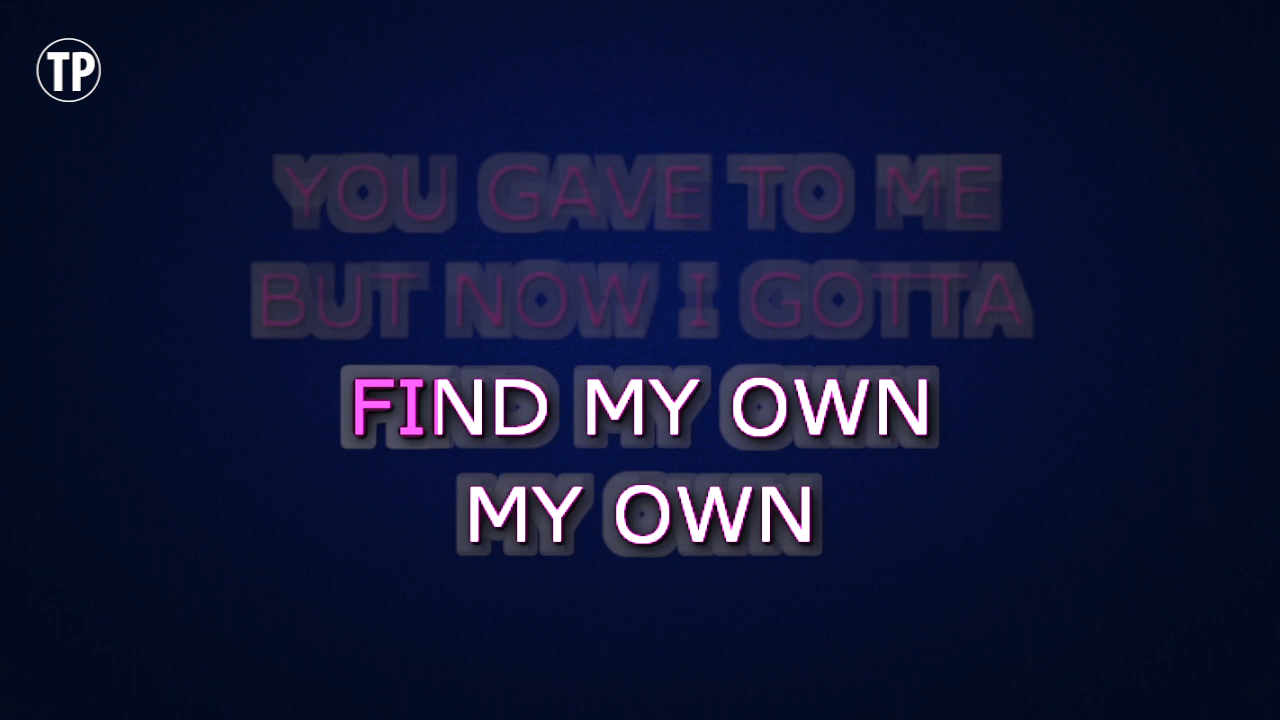 TP
YOU GAVE TO ME
BUT NOW I GOTTA
FIND MY OWN
MY OWN